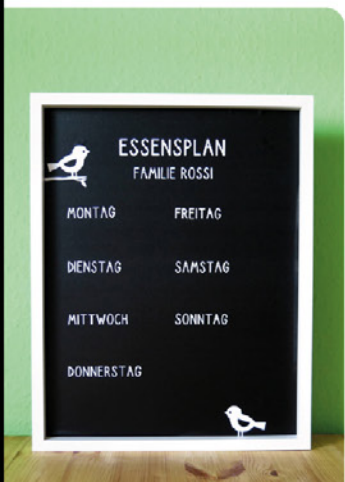 ESSENSPLAN
FAMILIE ROSSI
MONTAG
FREITAG
DIENSTAG
SAMSTAG
MITTWOCH
SONNTAG
DONNERSTAG